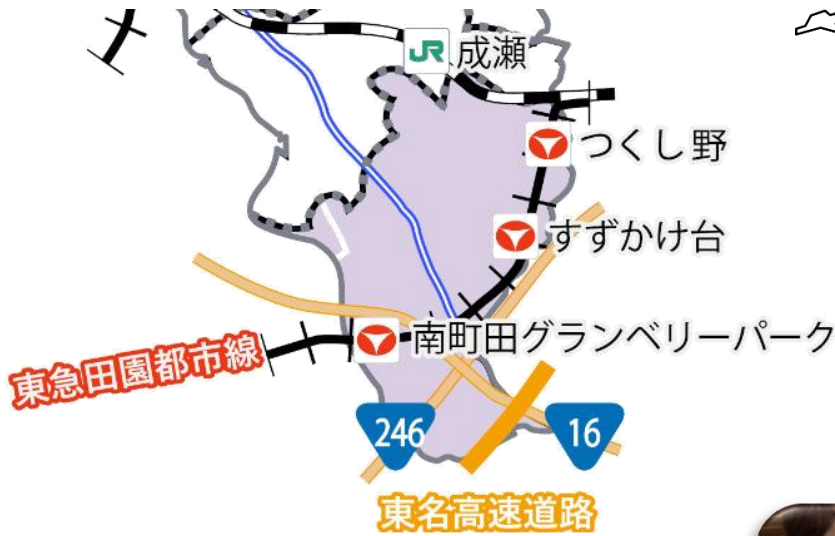 JR 成瀬
つくし野
すずかけ台
南町田グランベリーパーク
東急田園都市線
246
16
東名高速道路